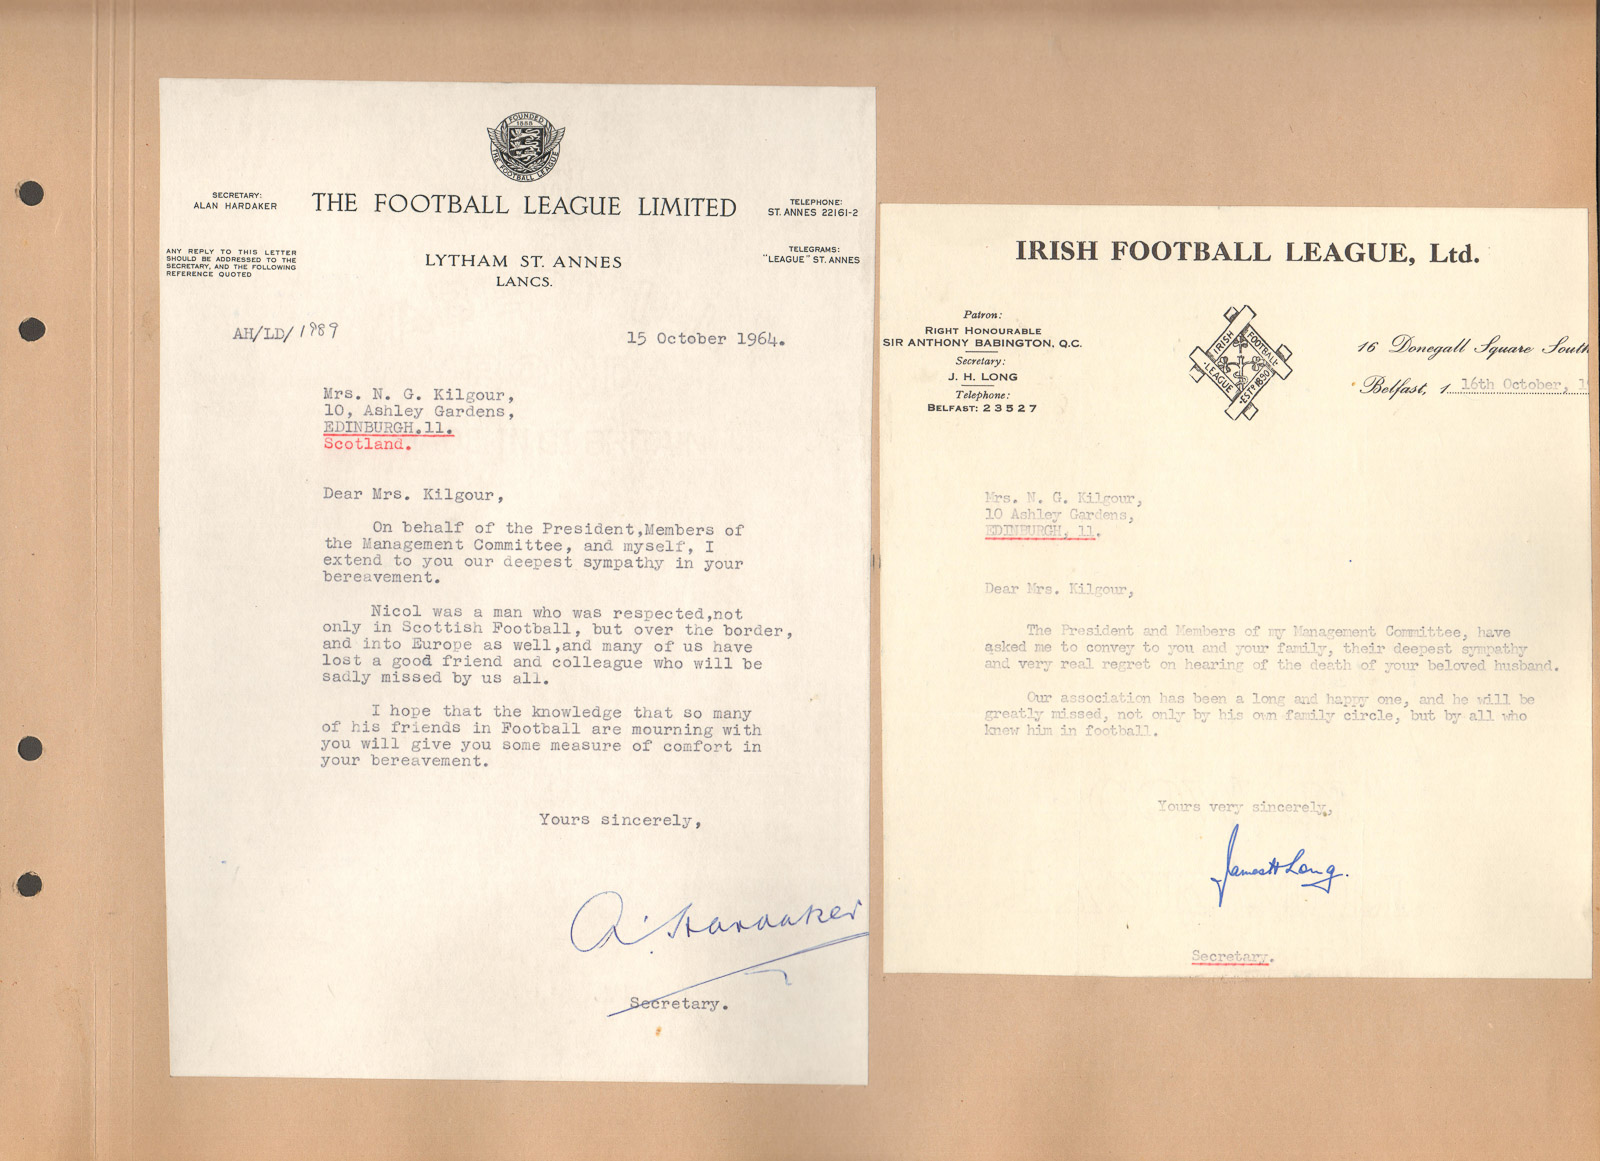 FOUNDED
1888
THE FOOTBALL LEAGUE
SECRETARY:
ALAN HARDAKER
THE FOOTBALL LEAGUE LIMITED
TELEPHONE:
ST. ANNES 22161-2
ANY REPLY TO THIS LETTER
SHOULD BE ADDRESSED TO THE
SECRETARY, AND THE FOLLOWING
REFERENCE QUOTED
LYTHAM ST. ANNES
LANCS.
TELEGRAMS:
"LEAGUE" ST. ANNES
AH/LD/1989
15 October 1964.
Mrs. N. G. Kilgour,
10, Ashley Gardens,
EDINBURGH.11.
Scotland.
Dear Mrs. Kilgour,
On behalf of the President,Members of
the Management Committee, and myself, I
extend to you our deepest sympathy in your
bereavement.
Nicol was a man who was respected,not
only in Scottish Football, but over the border,
and into Europe as well,and many of us have
lost a good friend and colleague who will be
sadly missed by us all.
I hope that the knowledge that so many
of his friends in Football are mourning with
you will give you some measure of comfort in
your bereavement.
Yours sincerely,
A. Hardaker
Secretary.
IRISH FOOTBALL LEAGUE, Ltd.
Patron:
RIGHT HONOURABLE
SIR ANTHONY BABINGTON, Q.C.
Secretary:
J. H. LONG
Telephone:
BELFAST: 23527
IRISH FOOTBALL
LEAGUE ESTD 1890
16 Donegall Square South
Belfast, 1 16th October, 1
Mrs. N. G. Kilgour,
10 Ashley Gardens,
EDINBURGH, 11.
Dear Mrs. Kilgour,
The President and Members of my Management Committee, have
asked me to convey to you and your family, their deepest sympathy
and very real regret on hearing of the death of your beloved husband.
Our association has been a long and happy one, and he will be
greatly missed, not only by his own family circle, but by all who
knew him in football.
Yours very sincerely,
James H Long.
Secretary.